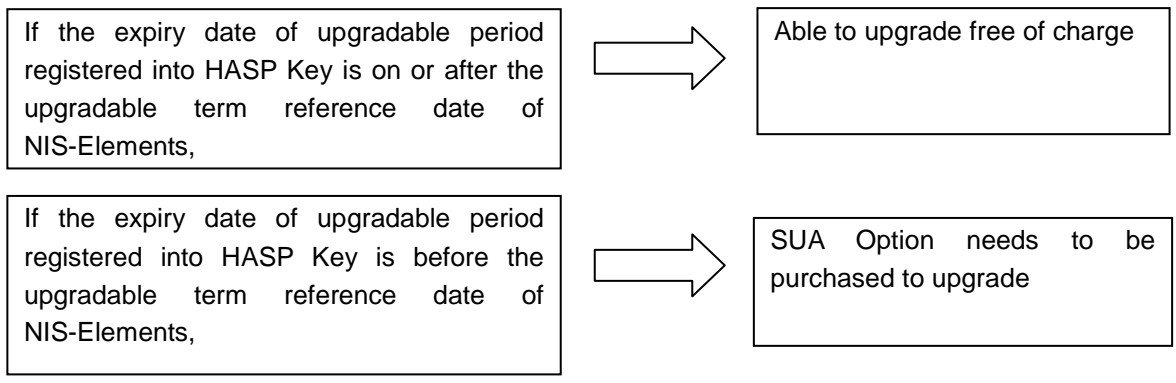 If the expiry date of upgradable period
registered into HASP Key is on or after the
upgradable term reference date of
NIS-Elements,
Able to upgrade free of charge
If the expiry date of upgradable period
registered into HASP Key is before the
upgradable term reference date of
NIS-Elements,
SUA Option needs to be
purchased to upgrade